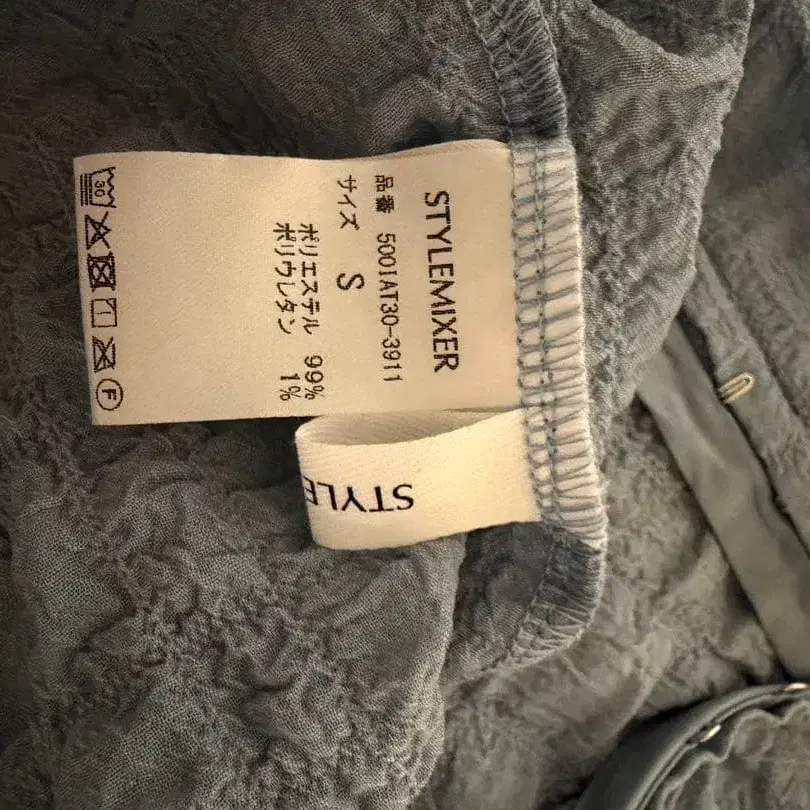 STYLEMIXER
品番 5001AT30-3911
サイズ S
ポリエステル 99%
ポリウレタン 1%
30
F
STYLE